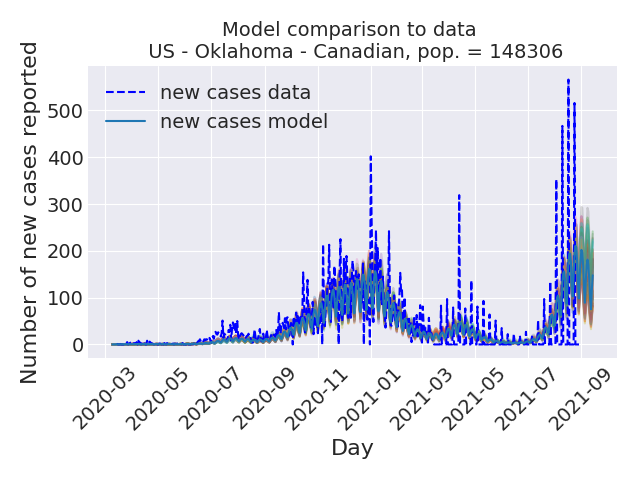 Model comparison to data
US - Oklahoma - Canadian, pop. = 148306
Number of new cases reported
new cases data
new cases model
500
400
300
200
100
0
2020-03
2020-05
2020-07
2020-09
2020-11
2021-01
2021-03
2021-05
2021-07
2021-09
Day